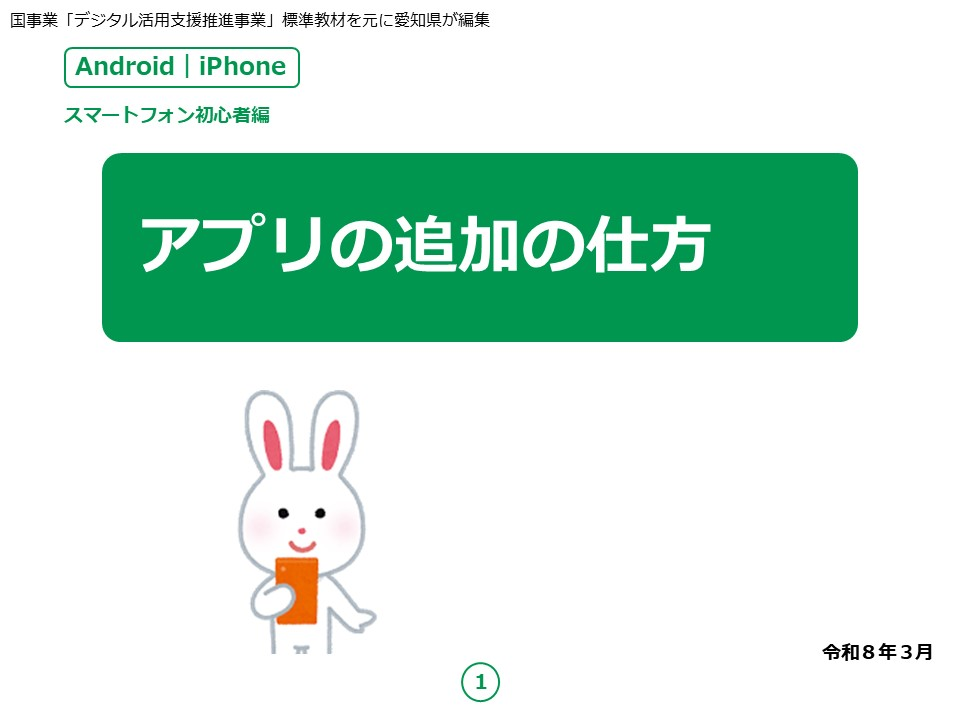 国事業「デジタル活用支援推進事業」標準教材を元に愛知県が編集
Android｜iPhone
スマートフォン初心者編
アプリの追加の仕方
令和８年３月
1